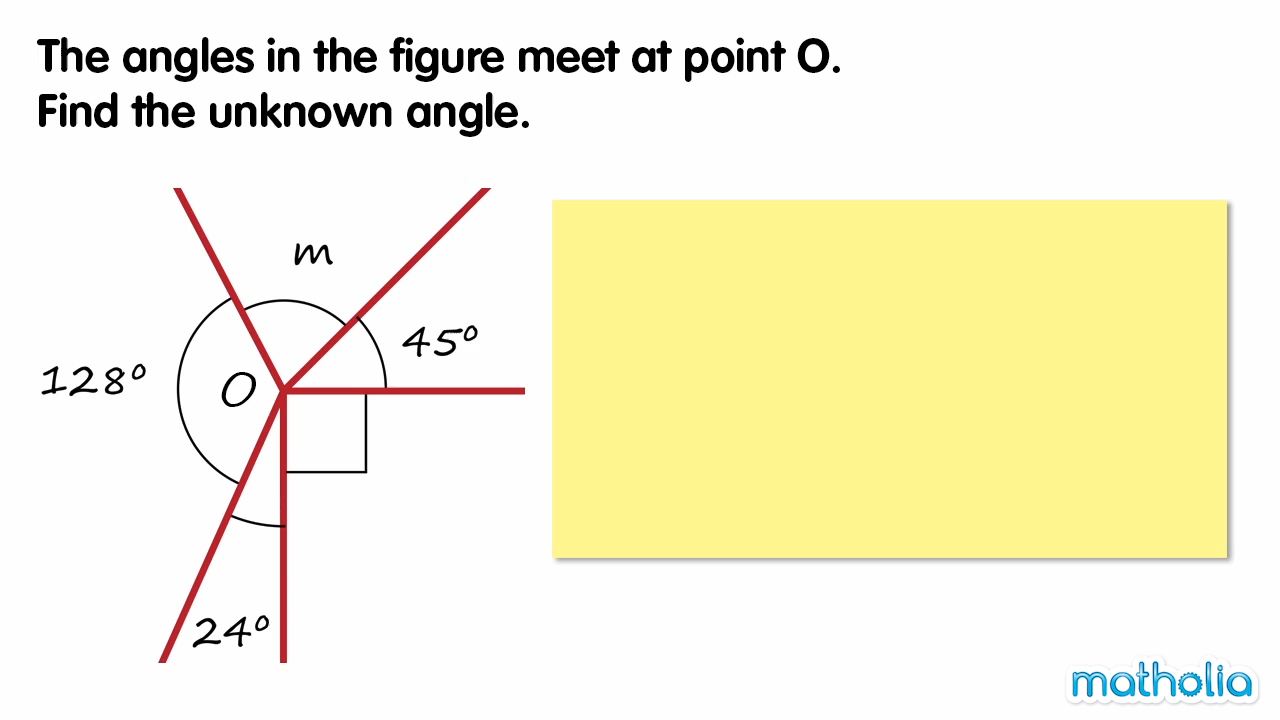 The angles in the figure meet at point O.
Find the unknown angle.
m
45°
128°
O
24°
matholia